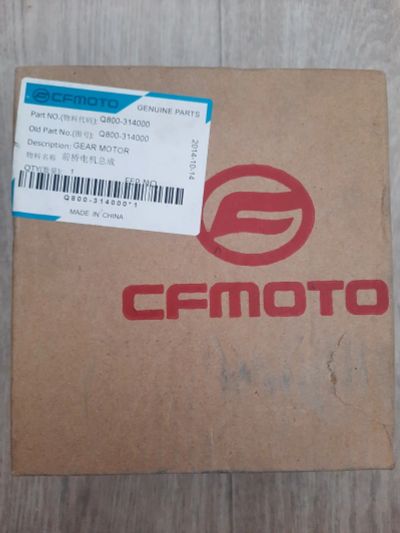 CFMOTO
GENUINE PARTS
Part NO.(物料代码): Q800-314000
Old Part No.(图号): Q800-314000
Description: GEAR MOTOR
物料名称 前桥电机总成
QTY(数量): 1
EFP NO
Q800-314000*1
MADE IN CHINA
2014-10-14
CFMOTO